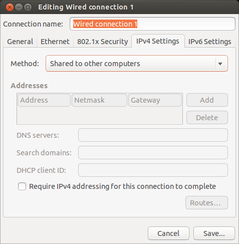 Editing Wired connection 1
Connection name: Wired connection 1
General Ethernet 802.1x Security IPv4 Settings IPv6 Settings
Method: Shared to other computers
Addresses
Address Netmask Gateway Add
Delete
DNS servers:
Search domains:
DHCP client ID:
Require IPv4 addressing for this connection to complete
Routes...
Cancel Save...